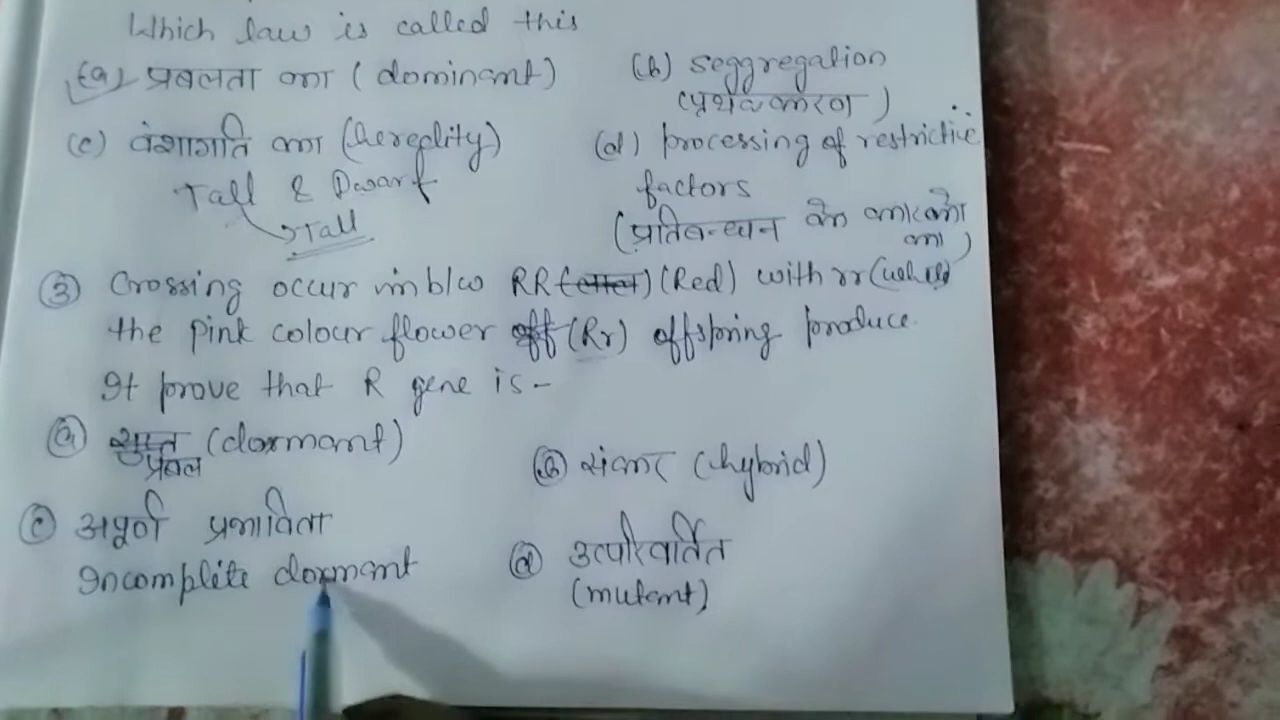 Which law is called this
(a) प्रबलता का (dominant) (b) seggregation
(प्रथक्करण)
(c) वंशागति का (heredity) (d) processing of restrictive
Tall & Dwarf factors
Tall (प्रतिबन्धन के कारकों
का)
③ Crossing occur in b/w RR (लाल) (Red) with rr (white)
the pink colour flower off (Rr) offspring produce.
It prove that R gene is -
ⓐ सुप्त (dormant)
प्रबल ⓑ संकर (hybrid)
ⓒ अपूर्ण प्रभाविता ⓓ उत्परिवर्तित
Incomplete dormant (mutant)